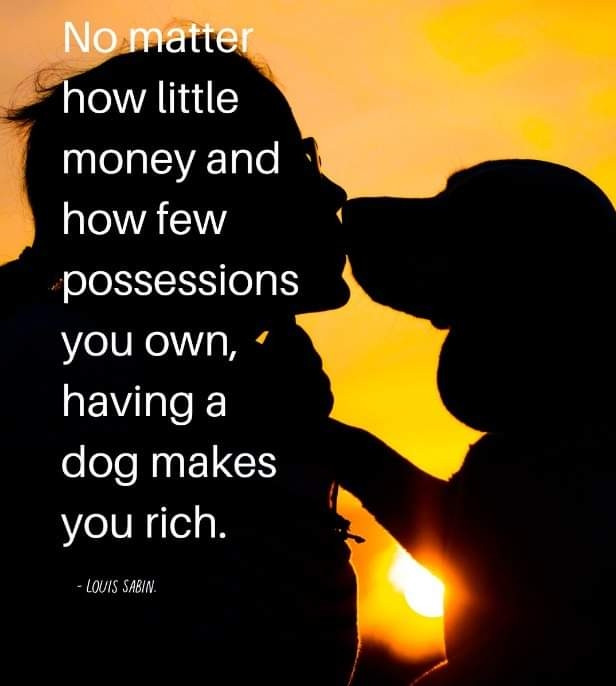 No matter
how little
money and
how few
possessions
you own,
having a
dog makes
you rich.
- LOUIS SABIN.